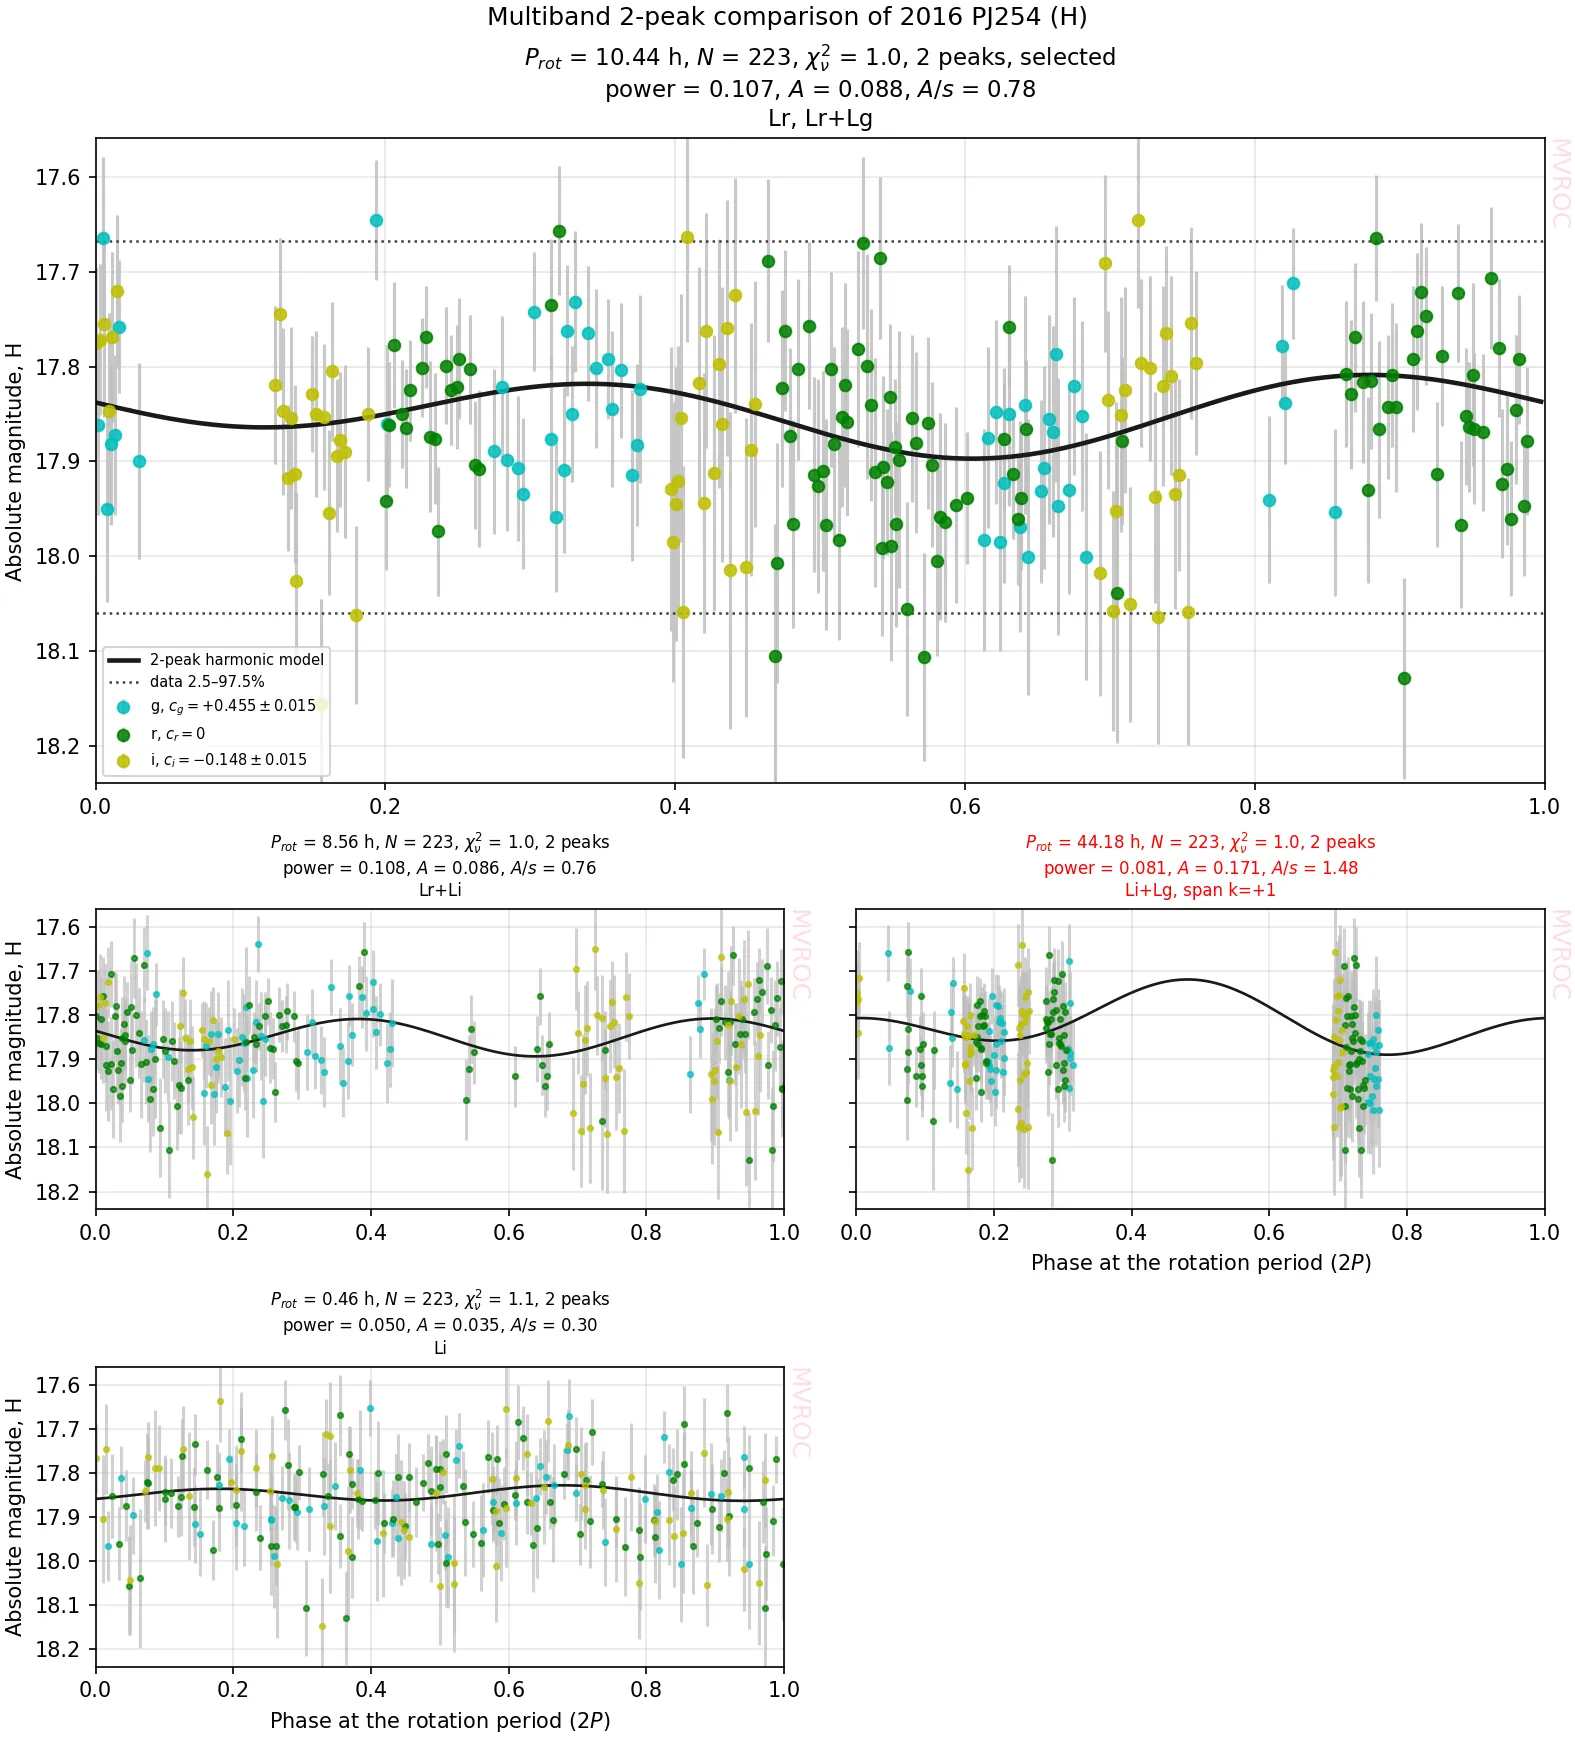 Multiband 2-peak comparison of 2016 PJ254 (H)
P_rot = 10.44 h, N = 223, χ²_ν = 1.0, 2 peaks, selected
power = 0.107, A = 0.088, A/s = 0.78
Lr, Lr+Lg
MVROC
Absolute magnitude, H
17.6
17.7
17.8
17.9
18.0
18.1
18.2
2-peak harmonic model
data 2.5–97.5%
g, c_g = +0.455 ± 0.015
r, c_r = 0
i, c_i = −0.148 ± 0.015
0.0 0.2 0.4 0.6 0.8 1.0
P_rot = 8.56 h, N = 223, χ²_ν = 1.0, 2 peaks
power = 0.108, A = 0.086, A/s = 0.76
Lr+Li
MVROC
Absolute magnitude, H
17.6
17.7
17.8
17.9
18.0
18.1
18.2
0.0 0.2 0.4 0.6 0.8 1.0
P_rot = 44.18 h, N = 223, χ²_ν = 1.0, 2 peaks
power = 0.081, A = 0.171, A/s = 1.48
Li+Lg, span k=+1
MVROC
0.0 0.2 0.4 0.6 0.8 1.0
Phase at the rotation period (2P)
P_rot = 0.46 h, N = 223, χ²_ν = 1.1, 2 peaks
power = 0.050, A = 0.035, A/s = 0.30
Li
MVROC
Absolute magnitude, H
17.6
17.7
17.8
17.9
18.0
18.1
18.2
0.0 0.2 0.4 0.6 0.8 1.0
Phase at the rotation period (2P)